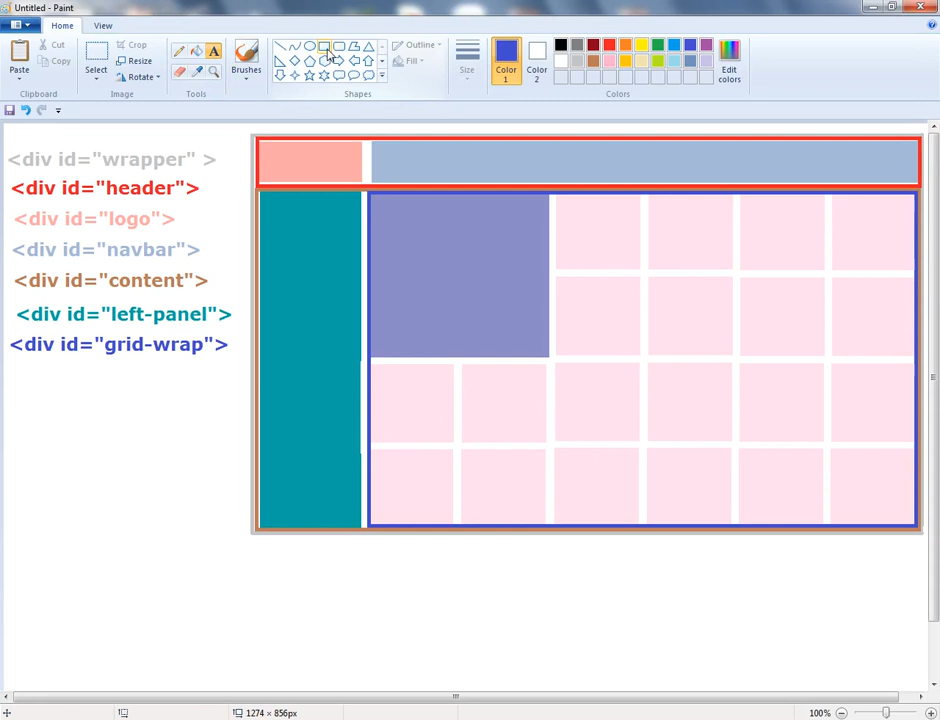 Untitled - Paint
Home View
Cut Crop Outline
Paste Copy Select Resize Brushes Fill Size Color 1 Color 2 Edit colors
Rotate
Clipboard Image Tools Shapes Colors
<div id="wrapper" >
<div id="header">
<div id="logo">
<div id="navbar">
<div id="content">
<div id="left-panel">
<div id="grid-wrap">
1274 × 856px 100%